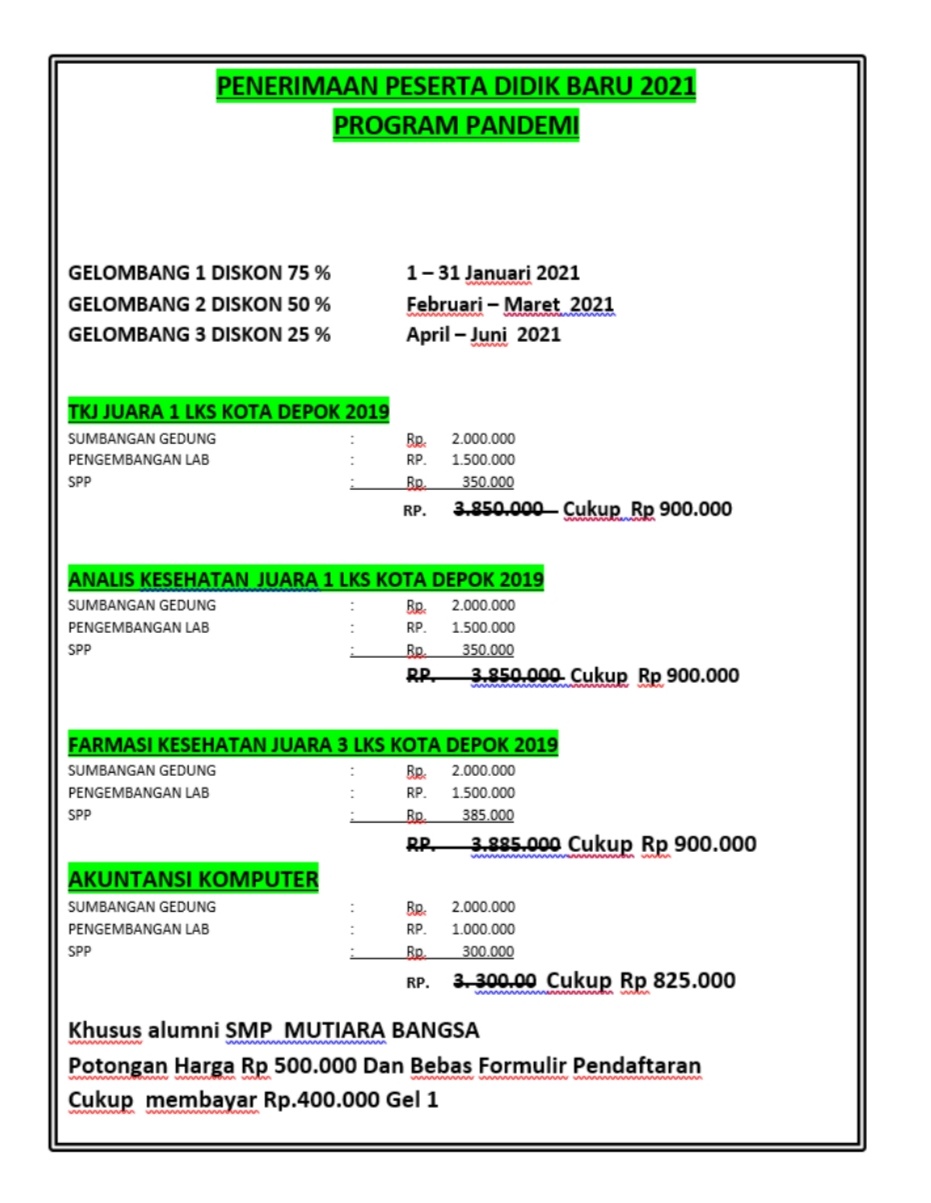 PENERIMAAN PESERTA DIDIK BARU 2021
PROGRAM PANDEMI
GELOMBANG 1 DISKON 75 % 1 – 31 Januari 2021
GELOMBANG 2 DISKON 50 % Februari – Maret 2021
GELOMBANG 3 DISKON 25 % April – Juni 2021
TKJ JUARA 1 LKS KOTA DEPOK 2019
SUMBANGAN GEDUNG : Rp. 2.000.000
PENGEMBANGAN LAB : RP. 1.500.000
SPP : Rp. 350.000
RP. 3.850.000 Cukup Rp 900.000
ANALIS KESEHATAN JUARA 1 LKS KOTA DEPOK 2019
SUMBANGAN GEDUNG : Rp. 2.000.000
PENGEMBANGAN LAB : RP. 1.500.000
SPP : Rp. 350.000
RP. 3.850.000 Cukup Rp 900.000
FARMASI KESEHATAN JUARA 3 LKS KOTA DEPOK 2019
SUMBANGAN GEDUNG : Rp. 2.000.000
PENGEMBANGAN LAB : RP. 1.500.000
SPP : Rp. 385.000
RP. 3.885.000 Cukup Rp 900.000
AKUNTANSI KOMPUTER
SUMBANGAN GEDUNG : Rp. 2.000.000
PENGEMBANGAN LAB : RP. 1.000.000
SPP : Rp. 300.000
RP. 3. 300.00 Cukup Rp 825.000
Khusus alumni SMP MUTIARA BANGSA
Potongan Harga Rp 500.000 Dan Bebas Formulir Pendaftaran
Cukup membayar Rp.400.000 Gel 1